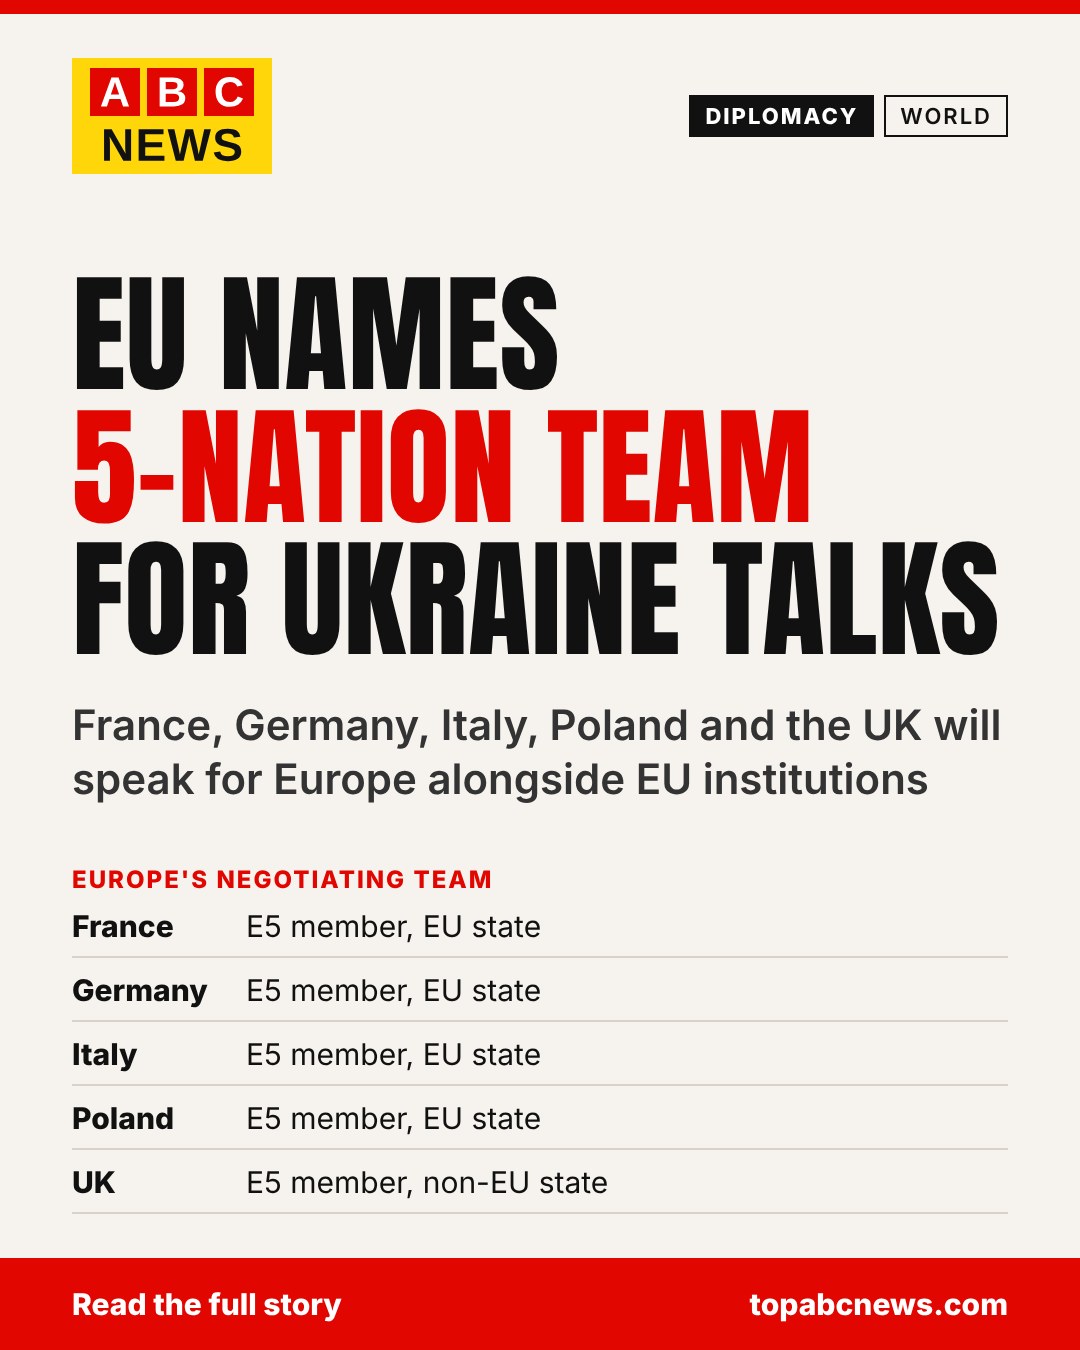 ABC
NEWS
DIPLOMACY
WORLD
EU NAMES
5-NATION TEAM
FOR UKRAINE TALKS
France, Germany, Italy, Poland and the UK will
speak for Europe alongside EU institutions
EUROPE'S NEGOTIATING TEAM
France E5 member, EU state
Germany E5 member, EU state
Italy E5 member, EU state
Poland E5 member, EU state
UK E5 member, non-EU state
Read the full story
topabcnews.com